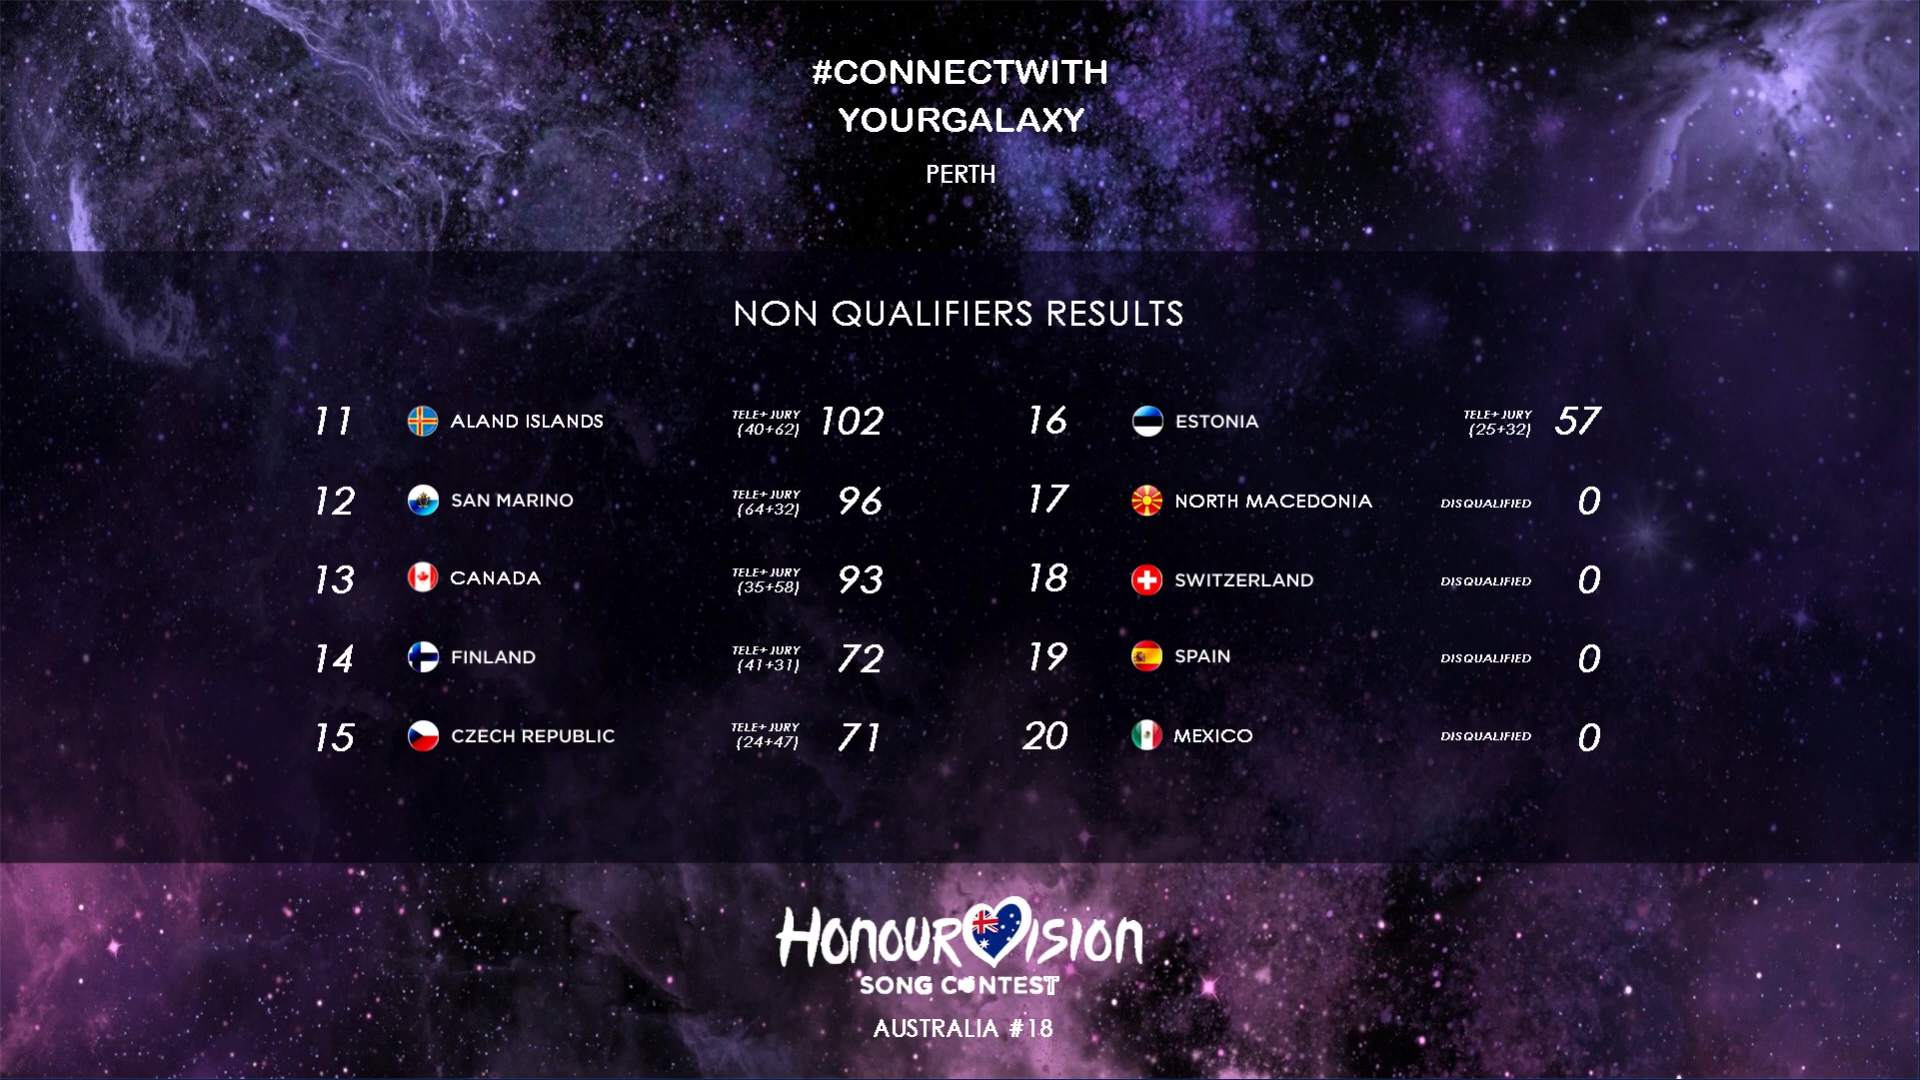 #CONNECTWITH
YOURGALAXY
PERTH
NON QUALIFIERS RESULTS
11 ALAND ISLANDS TELE+ JURY (40+62) 102
12 SAN MARINO TELE+ JURY (64+32) 96
13 CANADA TELE+ JURY (35+58) 93
14 FINLAND TELE+ JURY (41+31) 72
15 CZECH REPUBLIC TELE+ JURY (24+47) 71
16 ESTONIA TELE+ JURY (25+32) 57
17 NORTH MACEDONIA DISQUALIFIED 0
18 SWITZERLAND DISQUALIFIED 0
19 SPAIN DISQUALIFIED 0
20 MEXICO DISQUALIFIED 0
HONOURVISION
SONG CONTEST
AUSTRALIA #18